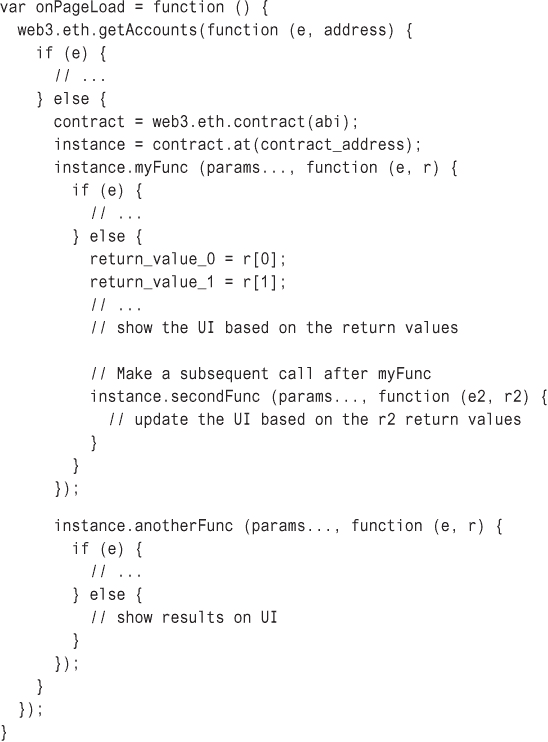 var onPageLoad = function () {
  web3.eth.getAccounts(function (e, address) {
    if (e) {
      // ...
    } else {
      contract = web3.eth.contract(abi);
      instance = contract.at(contract_address);
      instance.myFunc (params..., function (e, r) {
        if (e) {
          // ...
        } else {
          return_value_0 = r[0];
          return_value_1 = r[1];
          // ...
          // show the UI based on the return values

          // Make a subsequent call after myFunc
          instance.secondFunc (params..., function (e2, r2) {
            // update the UI based on the r2 return values
          }
        }
      });

      instance.anotherFunc (params..., function (e, r) {
        if (e) {
          // ...
        } else {
          // show results on UI
        }
      });
    }
  });
}